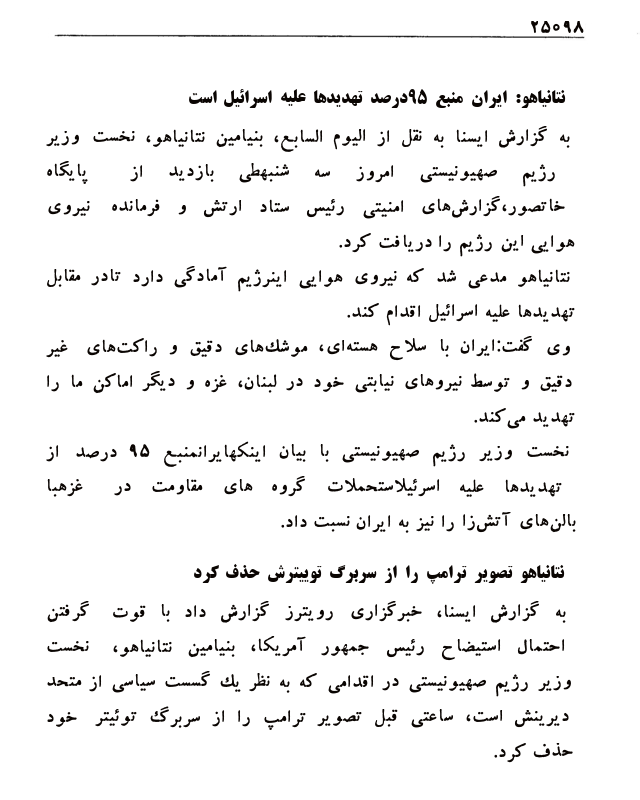 ۲۵۰۹۸
نتانیاهو: ایران منبع ۹۵درصد تهدیدها علیه اسرائیل است
به گزارش ایسنا به نقل از الیوم السابع، بنیامین نتانیاهو، نخست وزیر
رژیم صهیونیستی امروز سه شنبهطی بازدید از پایگاه
خاتصور،گزارش‌های امنیتی رئیس ستاد ارتش و فرمانده نیروی
هوایی این رژیم را دریافت کرد.
نتانیاهو مدعی شد که نیروی هوایی اینرژیم آمادگی دارد تادر مقابل
تهدیدها علیه اسرائیل اقدام کند.
وی گفت:ایران با سلاح هسته‌ای، موشک‌های دقیق و راکت‌های غیر
دقیق و توسط نیروهای نیابتی خود در لبنان، غزه و دیگر اماکن ما را
تهدید می‌کند.
نخست وزیر رژیم صهیونیستی با بیان اینکهایرانمنبع ۹۵ درصد از
تهدیدها علیه اسرئیلاستحملات گروه های مقاومت در غزهبا
بالن‌های آتش‌زا را نیز به ایران نسبت داد.
نتانیاهو تصویر ترامپ را از سربرگ توییترش حذف کرد
به گزارش ایسنا، خبرگزاری رویترز گزارش داد با قوت گرفتن
احتمال استیضاح رئیس جمهور آمریکا، بنیامین نتانیاهو، نخست
وزیر رژیم صهیونیستی در اقدامی که به نظر یك گسست سیاسی از متحد
دیرینش است، ساعتی قبل تصویر ترامپ را از سربرگ توئیتر خود
حذف کرد.